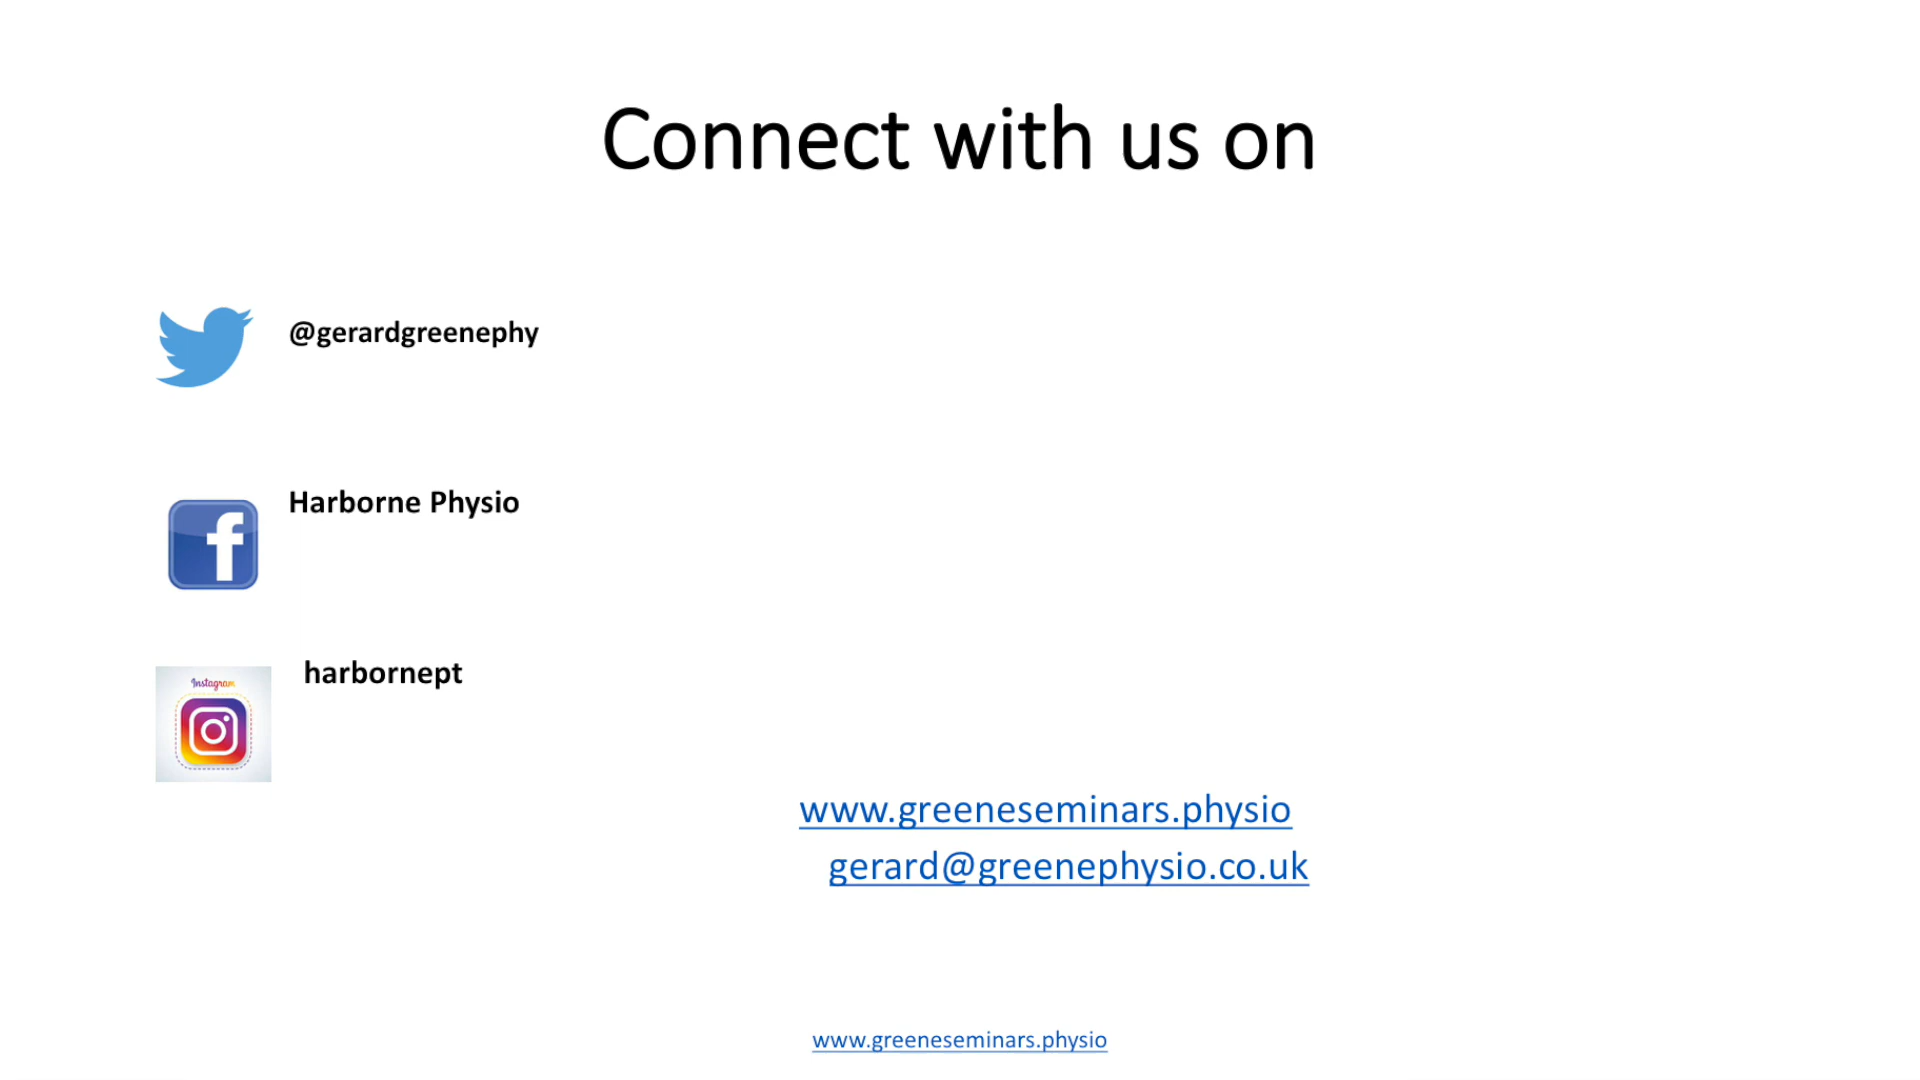 Connect with us on
@gerardgreenephy
Harborne Physio
Instagram
harbornept
www.greeneseminars.physio
gerard@greenephysio.co.uk
www.greeneseminars.physio